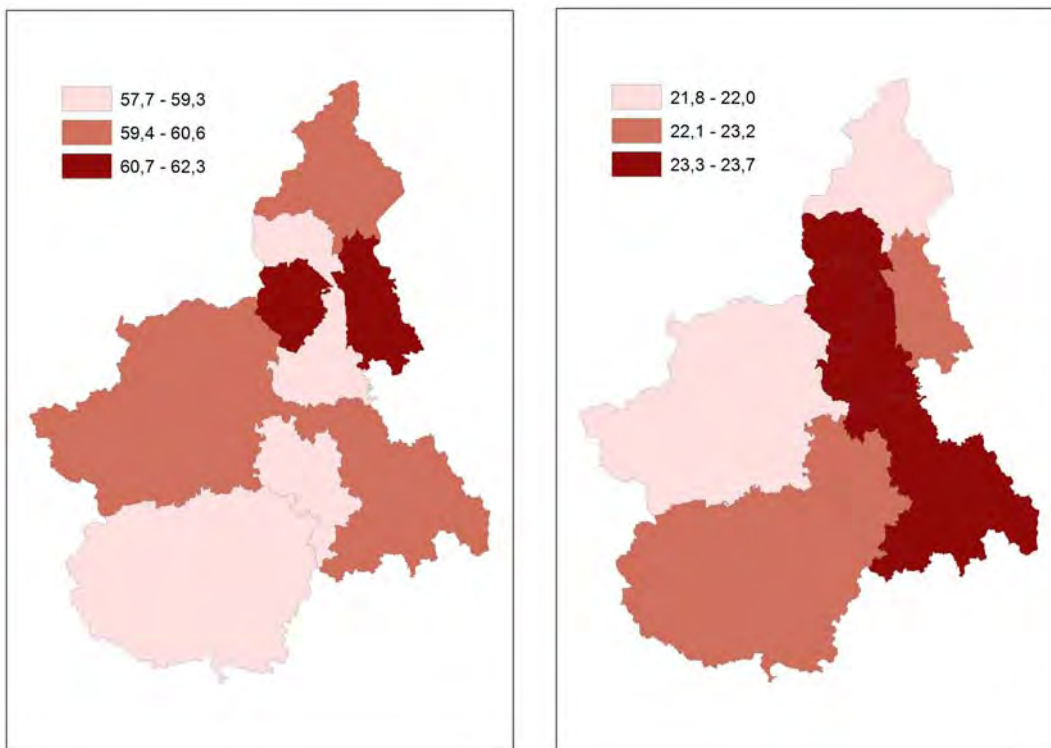 57,7 - 59,3
59,4 - 60,6
60,7 - 62,3
21,8 - 22,0
22,1 - 23,2
23,3 - 23,7